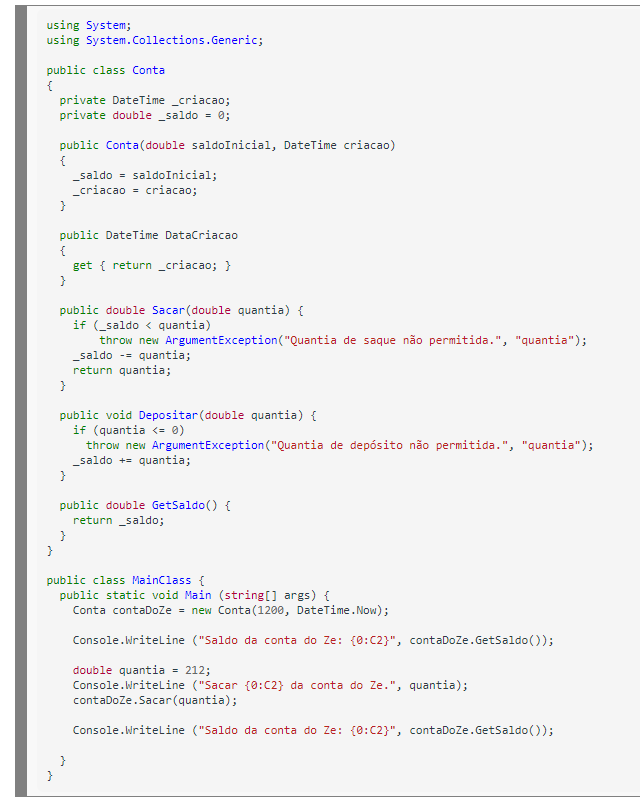 using System;
using System.Collections.Generic;

public class Conta
{
  private DateTime _criacao;
  private double _saldo = 0;

  public Conta(double saldoInicial, DateTime criacao)
  {
    _saldo = saldoInicial;
    _criacao = criacao;
  }

  public DateTime DataCriacao
  {
    get { return _criacao; }
  }

  public double Sacar(double quantia) {
    if (_saldo < quantia)
        throw new ArgumentException("Quantia de saque não permitida.", "quantia");
    _saldo -= quantia;
    return quantia;
  }

  public void Depositar(double quantia) {
    if (quantia <= 0)
      throw new ArgumentException("Quantia de depósito não permitida.", "quantia");
    _saldo += quantia;
  }

  public double GetSaldo() {
    return _saldo;
  }
}

public class MainClass {
  public static void Main (string[] args) {
    Conta contaDoZe = new Conta(1200, DateTime.Now);

    Console.WriteLine ("Saldo da conta do Ze: {0:C2}", contaDoZe.GetSaldo());

    double quantia = 212;
    Console.WriteLine ("Sacar {0:C2} da conta do Ze.", quantia);
    contaDoZe.Sacar(quantia);

    Console.WriteLine ("Saldo da conta do Ze: {0:C2}", contaDoZe.GetSaldo());

  }
}